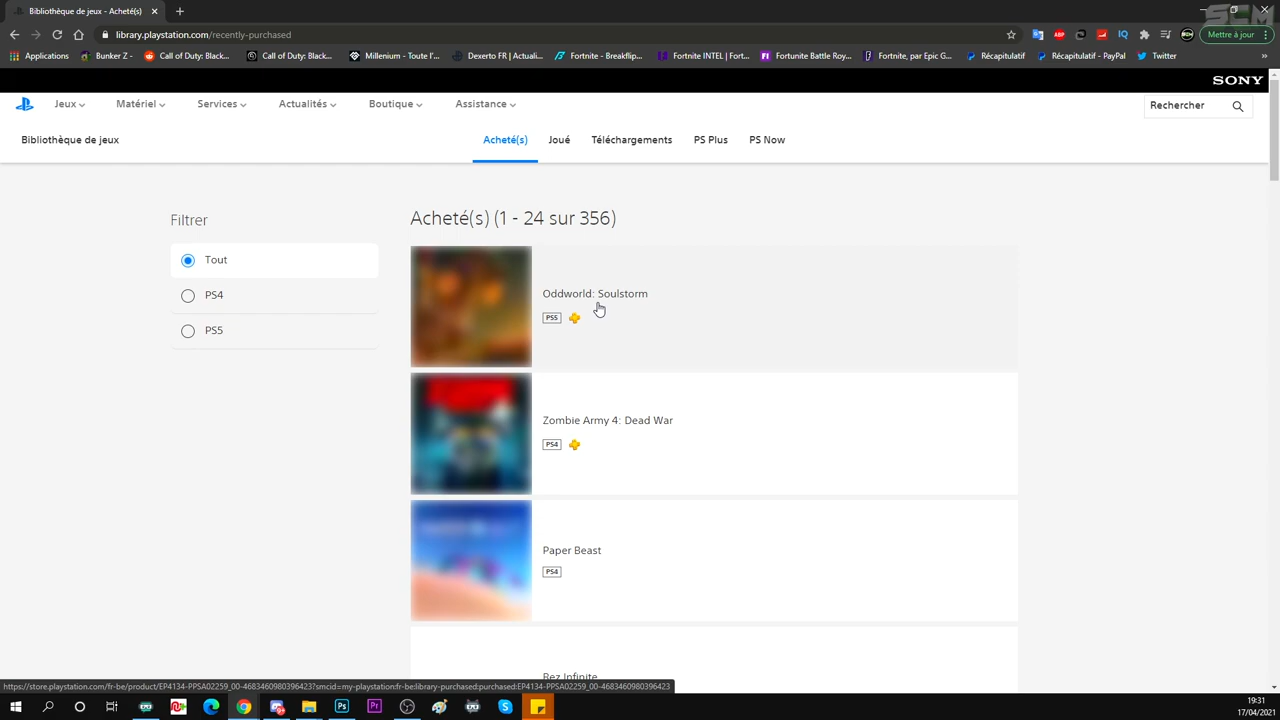 Bibliothèque de jeux - Acheté(s)
library.playstation.com/recently-purchased
Mettre à jour
Applications
Bunker Z -
Call of Duty: Black...
Call of Duty: Black...
Millenium - Toute l'...
Dexerto FR | Actuali...
Fortnite - Breakflip...
Fortnite INTEL | Fort...
Fortunite Battle Roy...
Fortnite, par Epic G...
Récapitulatif
Récapitulatif - PayPal
Twitter
SONY
Jeux
Matériel
Services
Actualités
Boutique
Assistance
Rechercher
Bibliothèque de jeux
Acheté(s)
Joué
Téléchargements
PS Plus
PS Now
Filtrer
Tout
PS4
PS5
Acheté(s) (1 - 24 sur 356)
Oddworld: Soulstorm
PS5
Zombie Army 4: Dead War
PS4
Paper Beast
PS4
Rez Infinite
https://store.playstation.com/fr-be/product/EP4134-PPSA02259_00-4683460980396423?smcid=my-playstation:fr-be:library-purchased:purchased:EP4134-PPSA02259_00-4683460980396423
19:31
17/04/2021